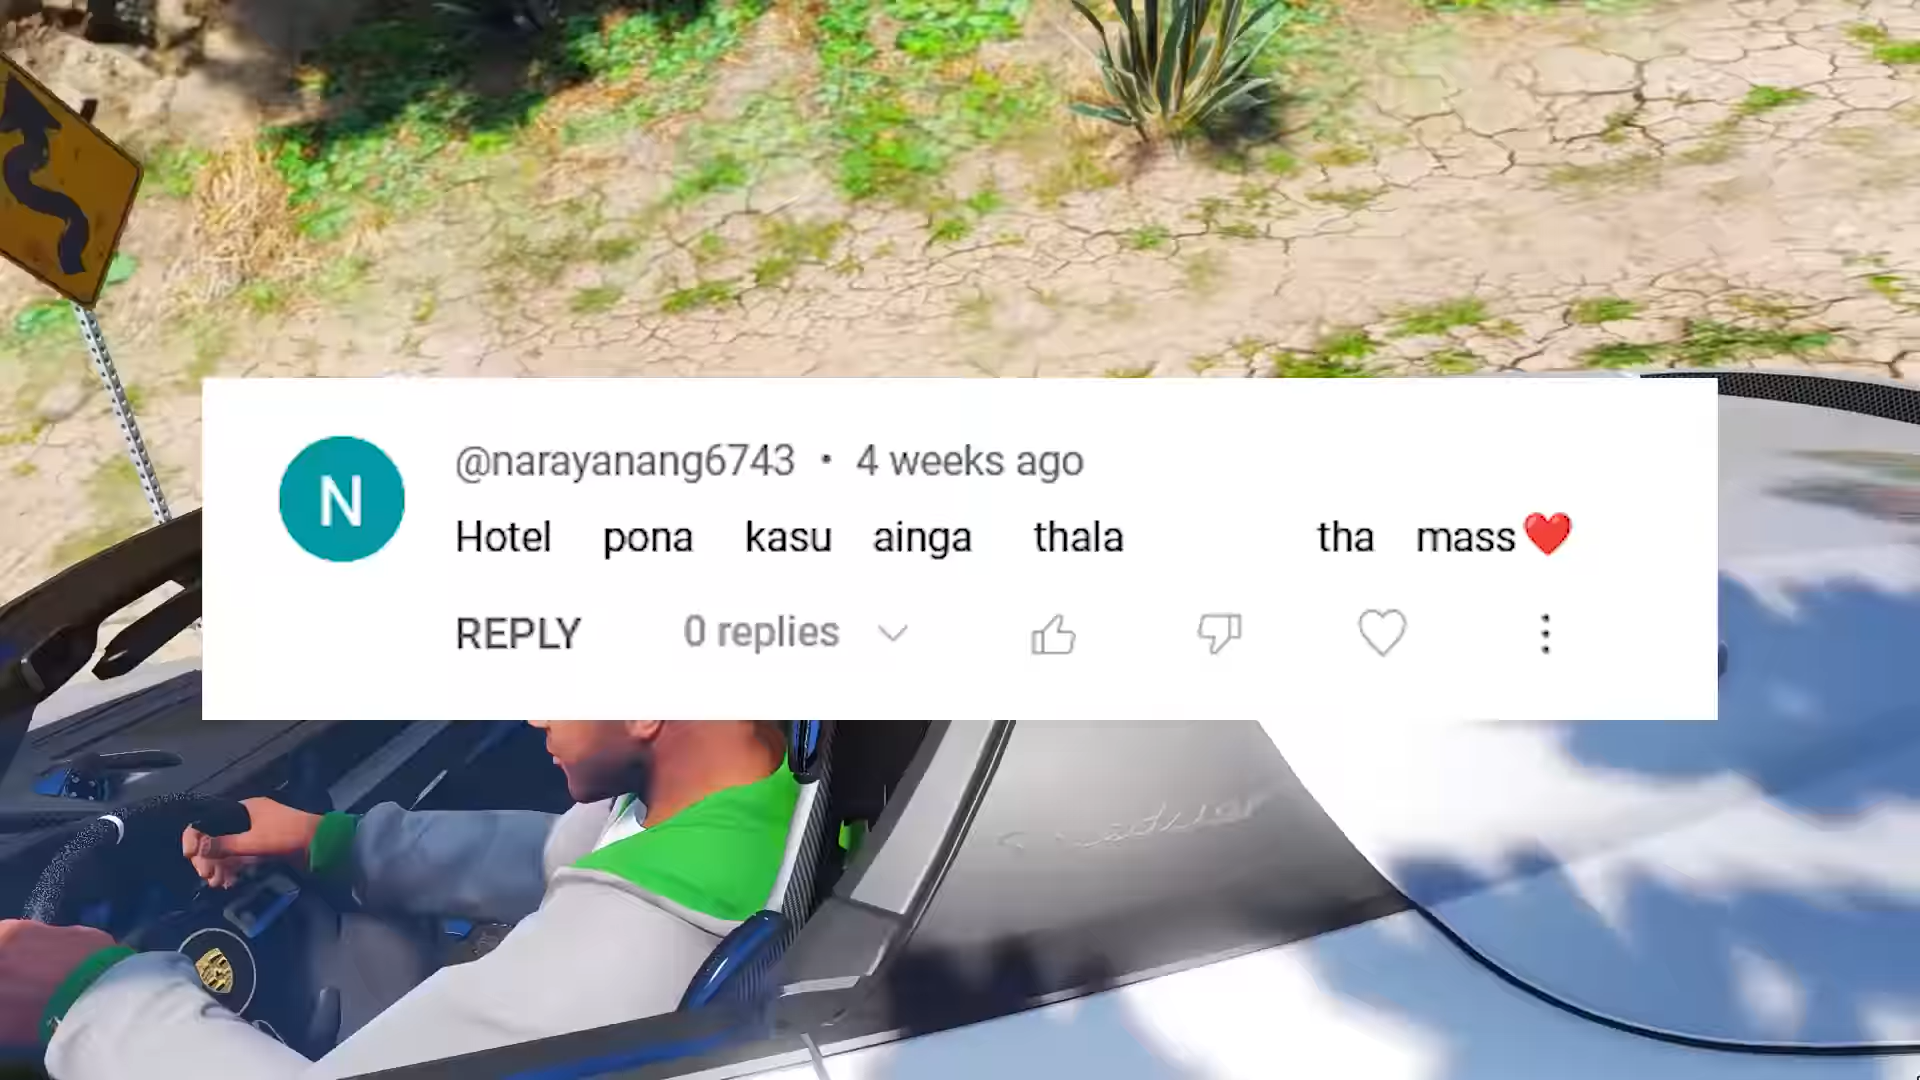 N
@narayanang6743 • 4 weeks ago
Hotel pona kasu ainga thala tha mass❤️
REPLY 0 replies